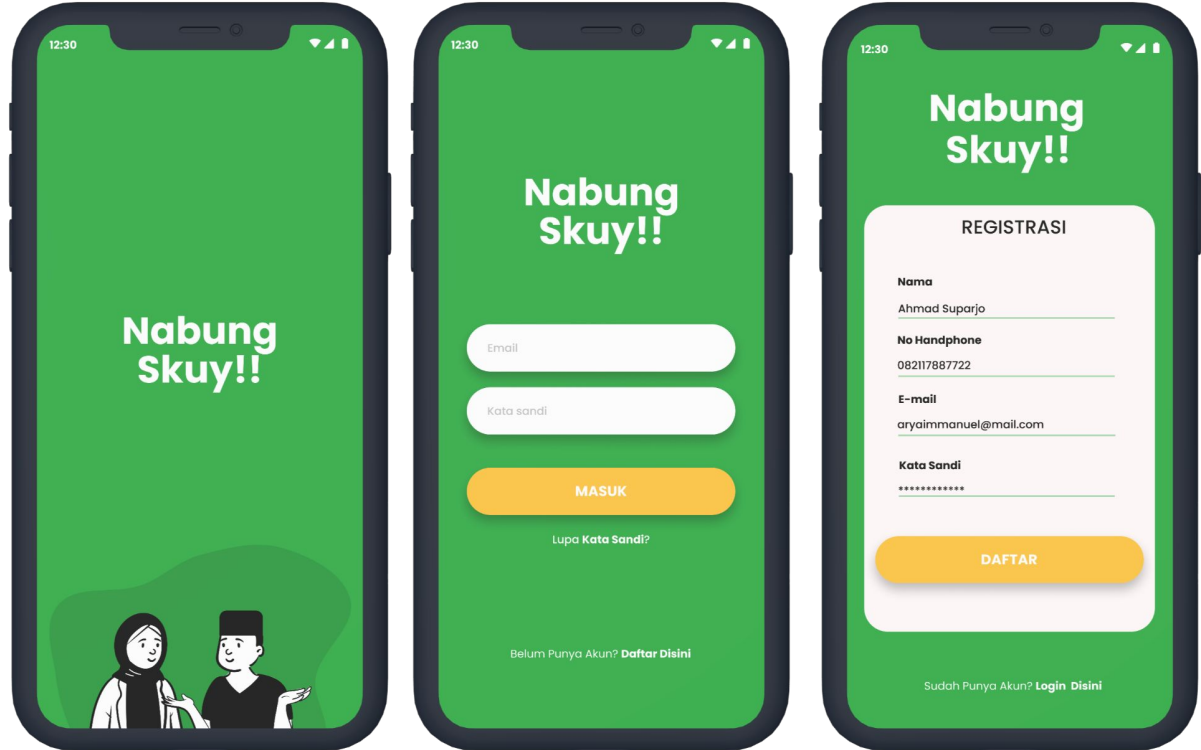 12:30
Nabung
Skuy!!
12:30
Nabung
Skuy!!
Email
Kata sandi
MASUK
Lupa Kata Sandi?
Belum Punya Akun? Daftar Disini
12:30
Nabung
Skuy!!
REGISTRASI
Nama
Ahmad Suparjo
No Handphone
082117887722
E-mail
aryaimmanuel@mail.com
Kata Sandi
************
DAFTAR
Sudah Punya Akun? Login Disini